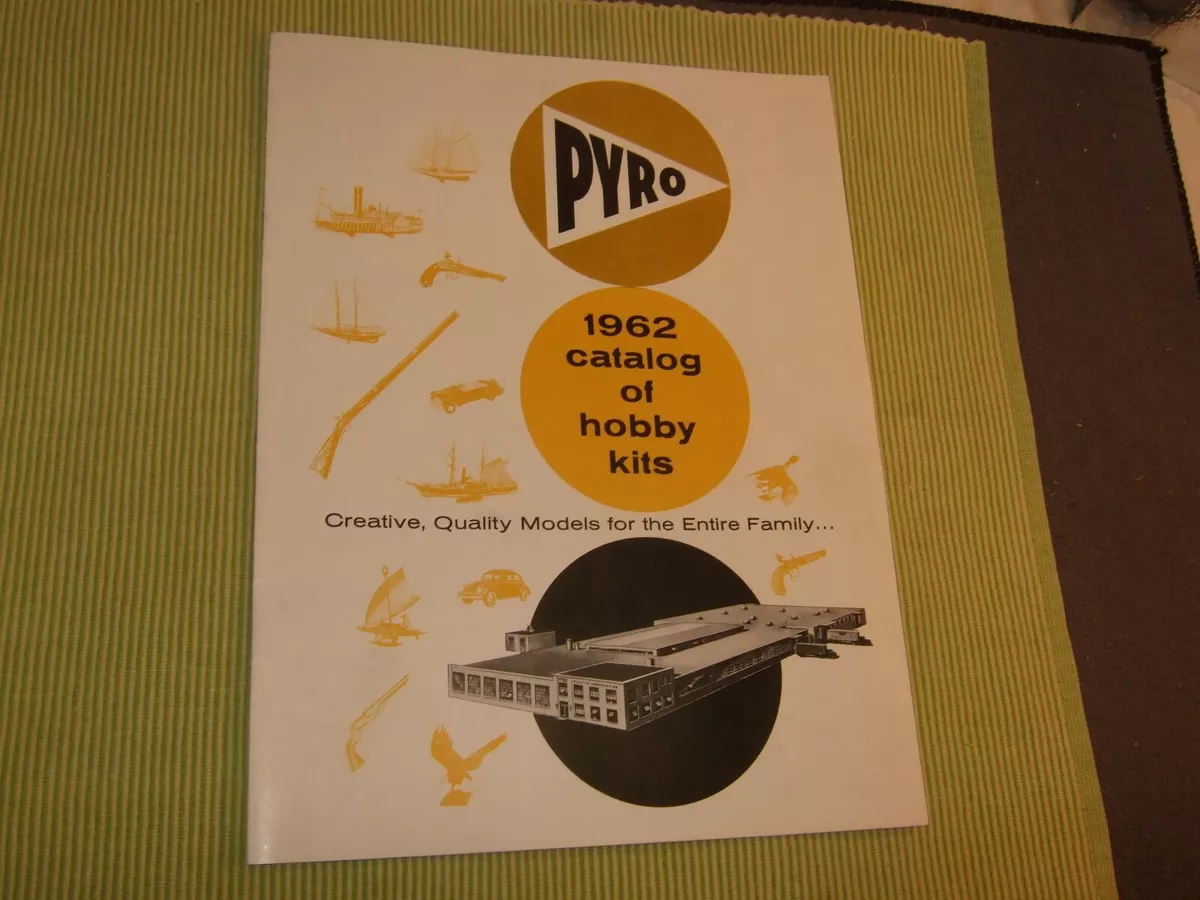 PYRO
1962
catalog
of
hobby
kits
Creative, Quality Models for the Entire Family...